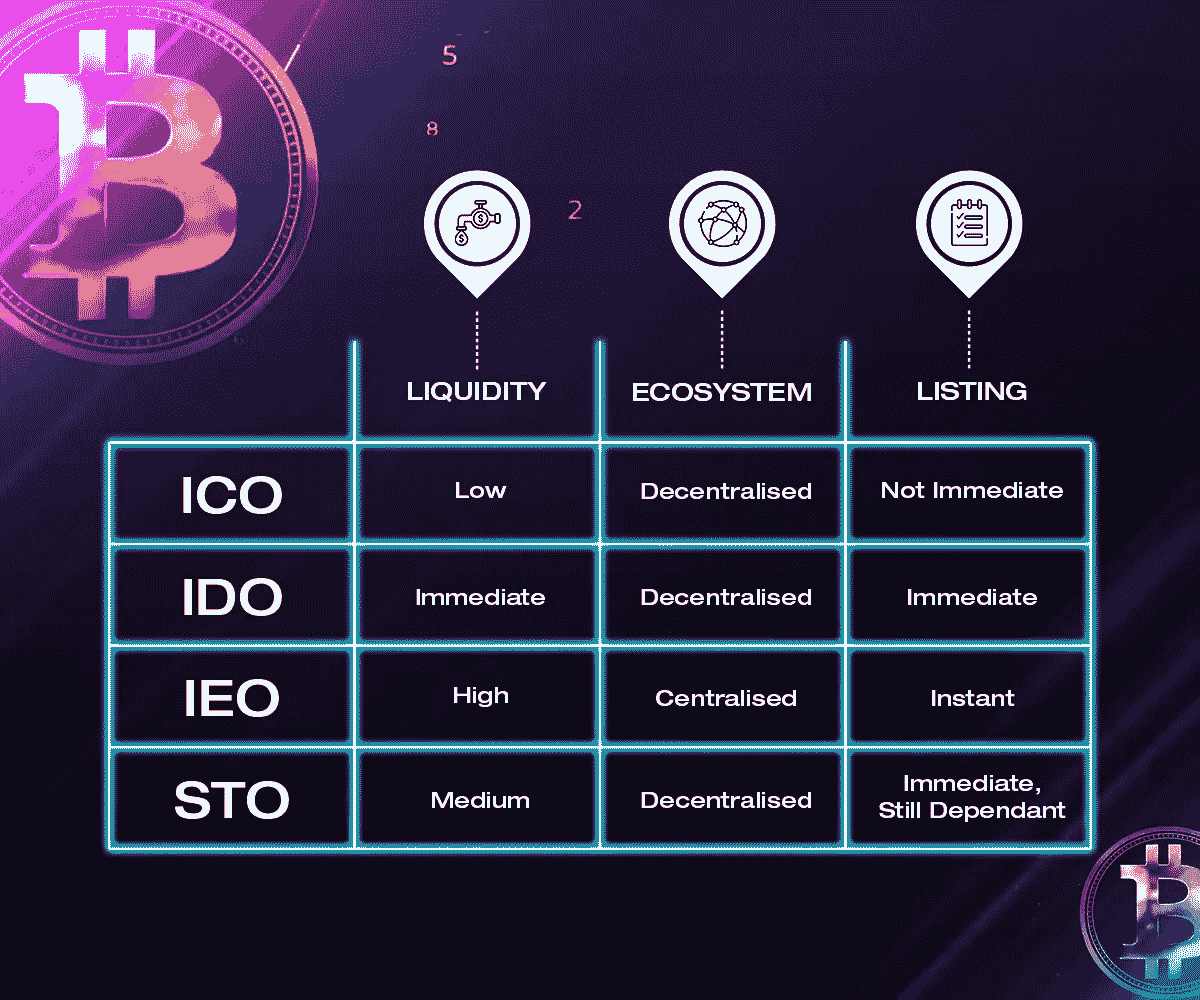 5
8
2
LIQUIDITY ECOSYSTEM LISTING
ICO Low Decentralised Not Immediate
IDO Immediate Decentralised Immediate
IEO High Centralised Instant
STO Medium Decentralised Immediate,
Still Dependant